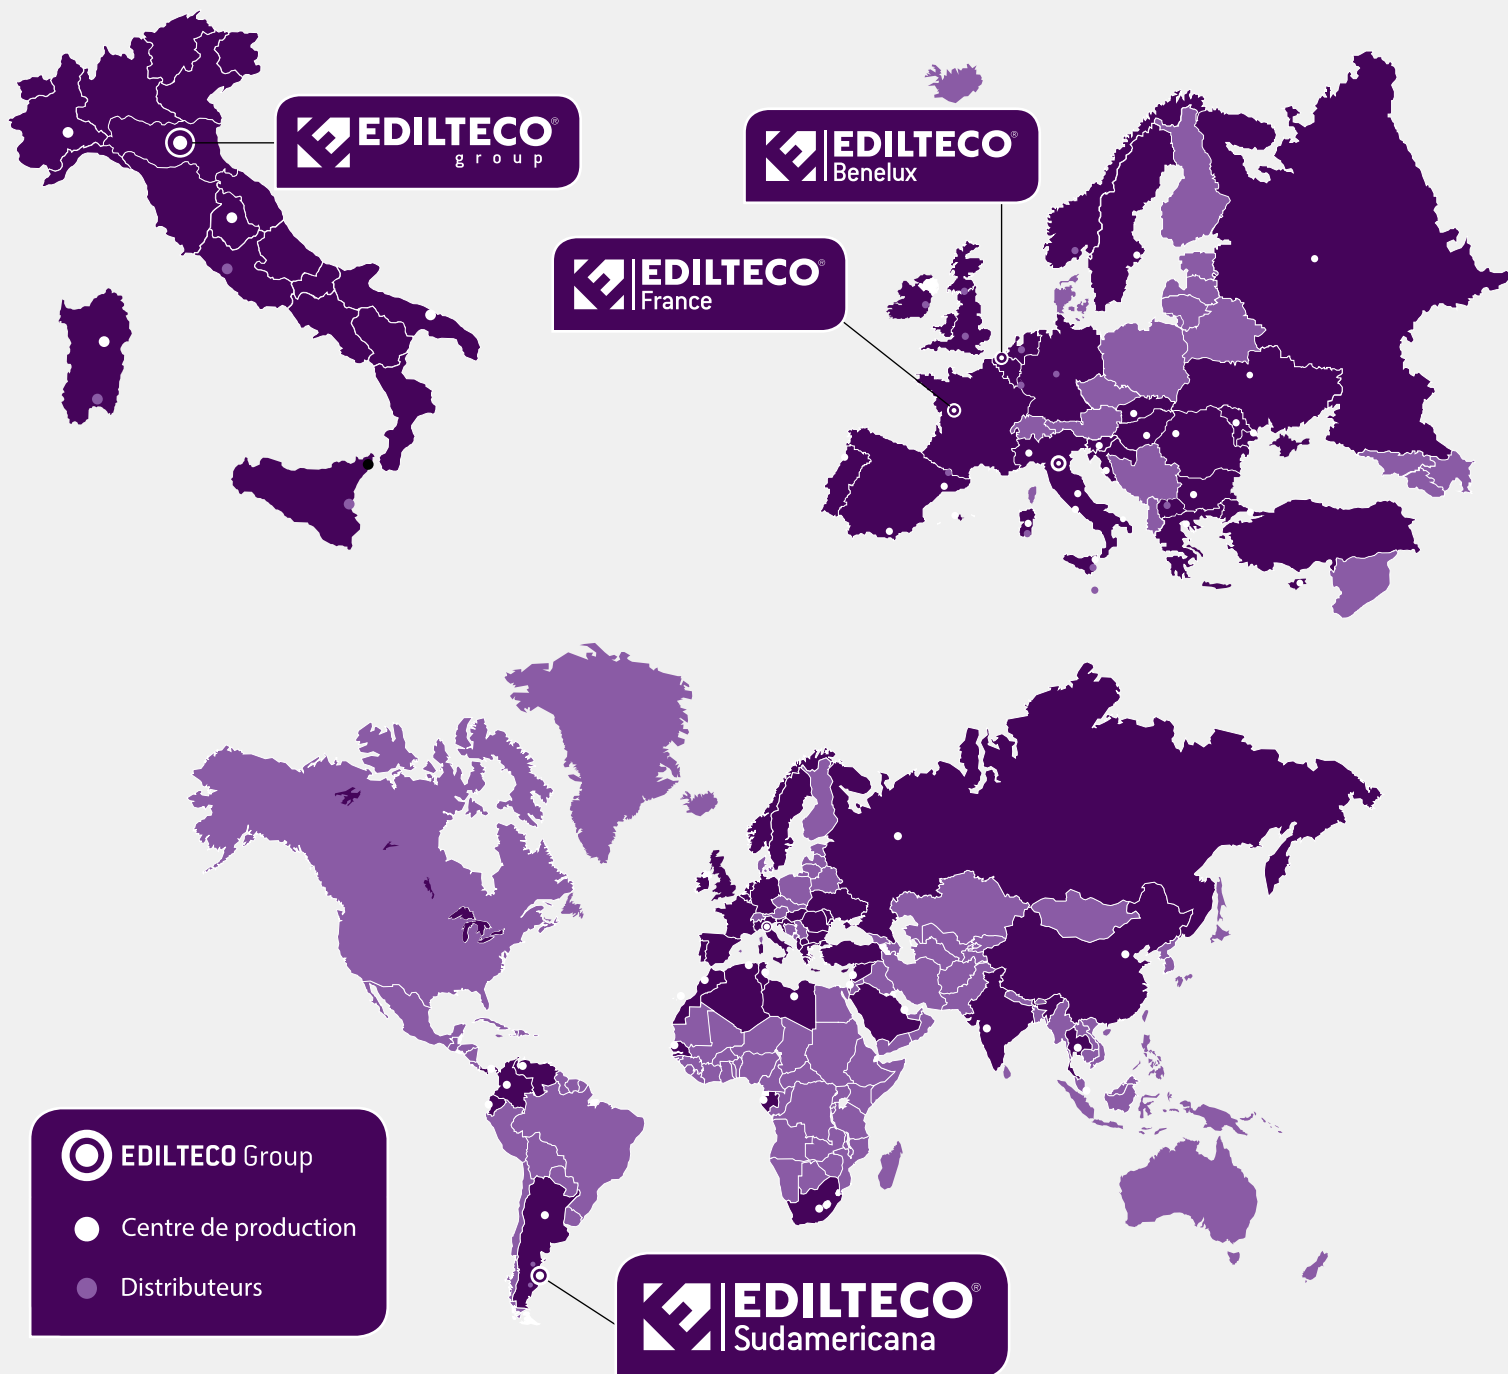 EDILTECO®
group
EDILTECO®
Benelux
EDILTECO®
France
EDILTECO Group
Centre de production
Distributeurs
EDILTECO®
Sudamericana